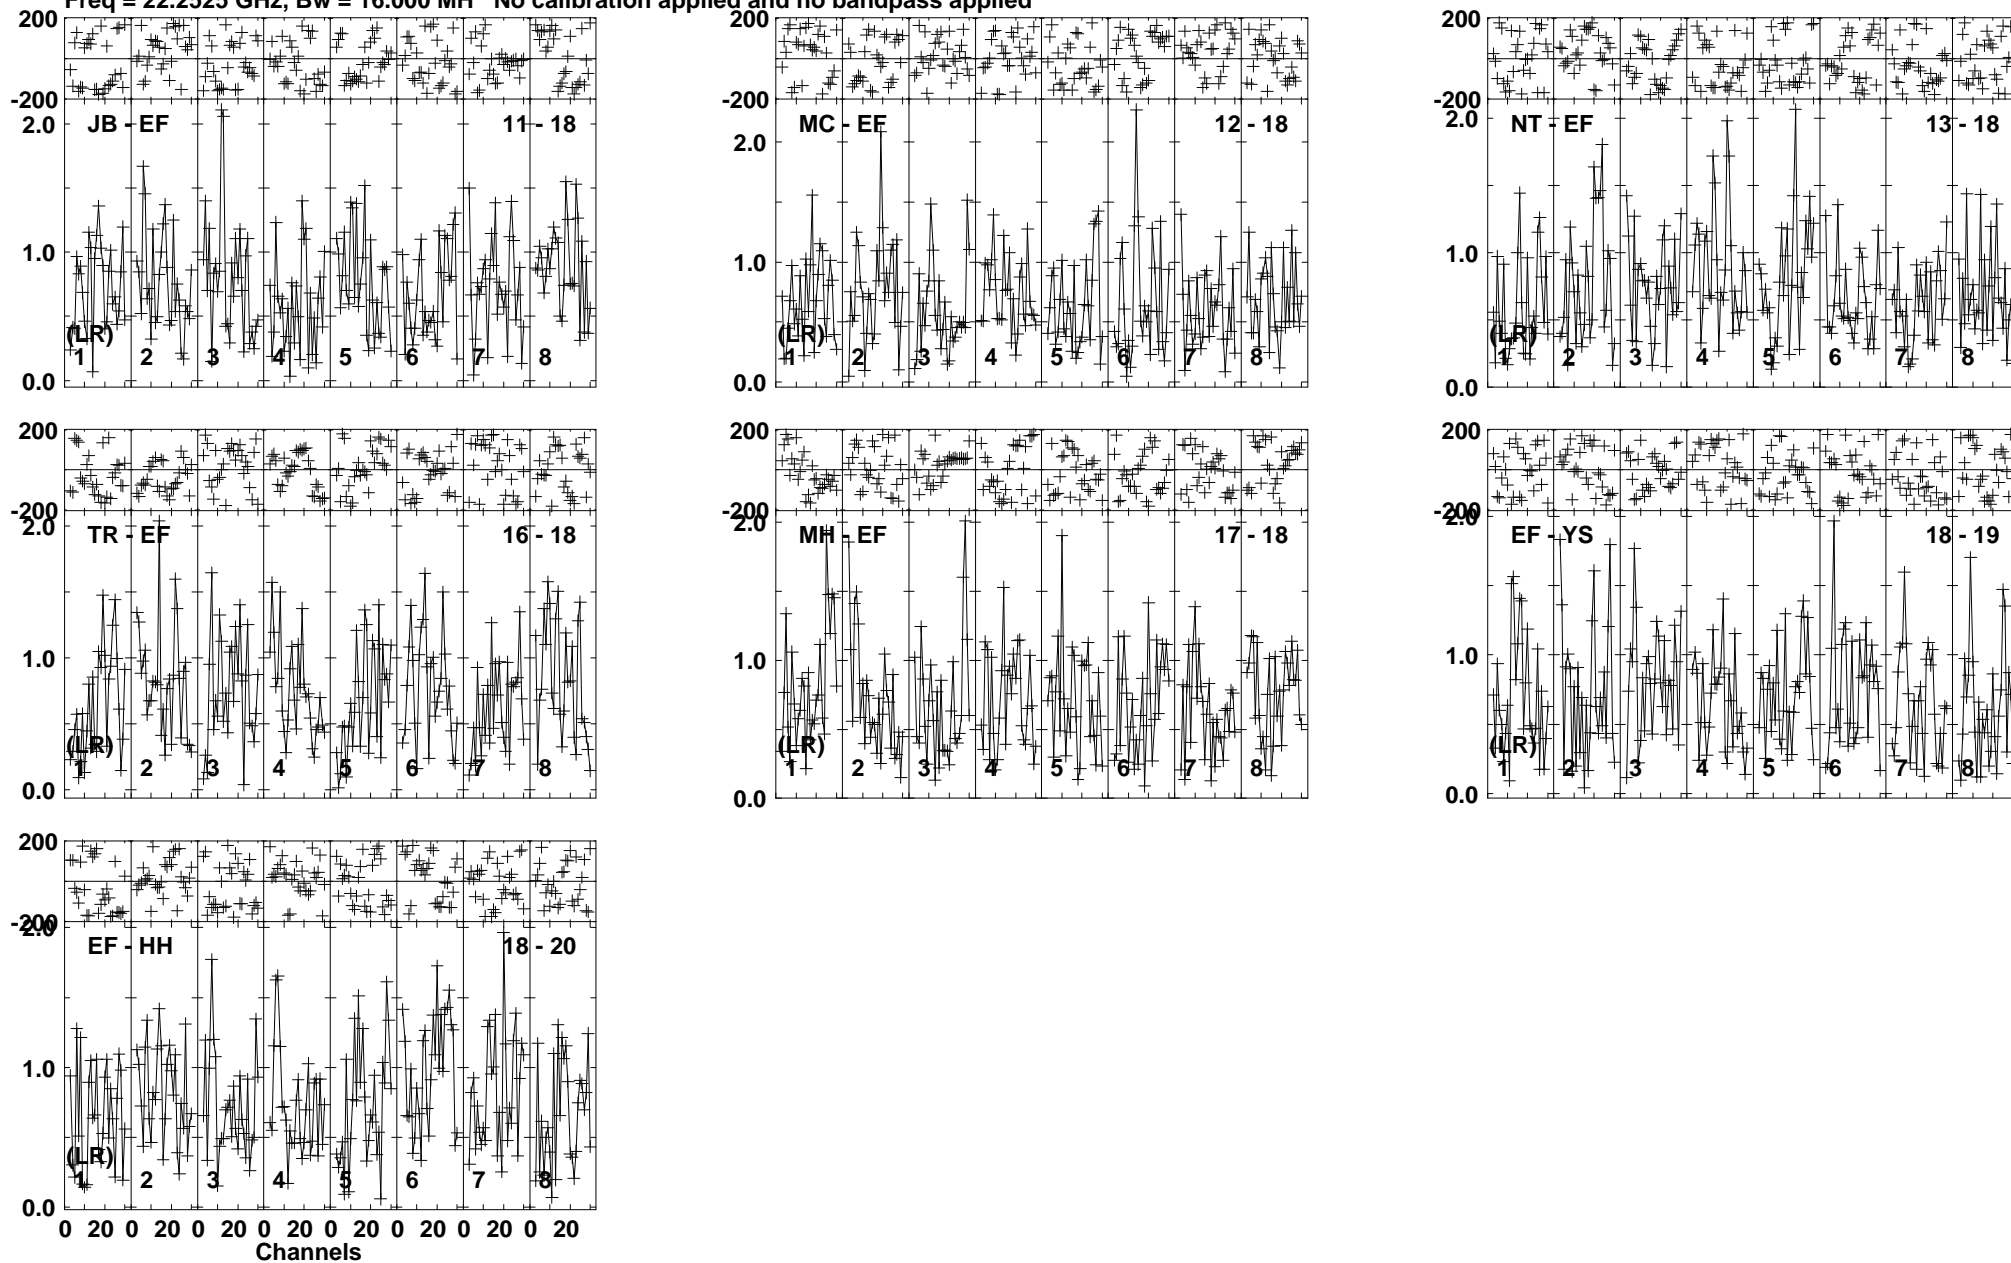 Freq = 22.2525 GHz, Bw = 16.000 MH No calibration applied and no bandpass applied
200
-200
2.0
1.0
0.0
JB - EF
11 - 18
(LR)
1 2 3 4 5 6 7 8
200
-200
2.0
1.0
0.0
MC - EF
12 - 18
(LR)
1 2 3 4 5 6 7 8
200
-200
2.0
1.0
0.0
NT - EF
13 - 18
(LR)
1 2 3 4 5 6 7 8
200
-200
2.0
1.0
0.0
TR - EF
16 - 18
(LR)
1 2 3 4 5 6 7 8
200
-200
2.0
1.0
0.0
MH - EF
17 - 18
(LR)
1 2 3 4 5 6 7 8
200
-200
2.0
1.0
0.0
EF - YS
18 - 19
(LR)
1 2 3 4 5 6 7 8
200
-200
2.0
1.0
0.0
EF - HH
18 - 20
(LR)
1 2 3 4 5 6 7 8
0 20 0 20 0 20 0 20 0 20 0 20 0 20 0 20
Channels